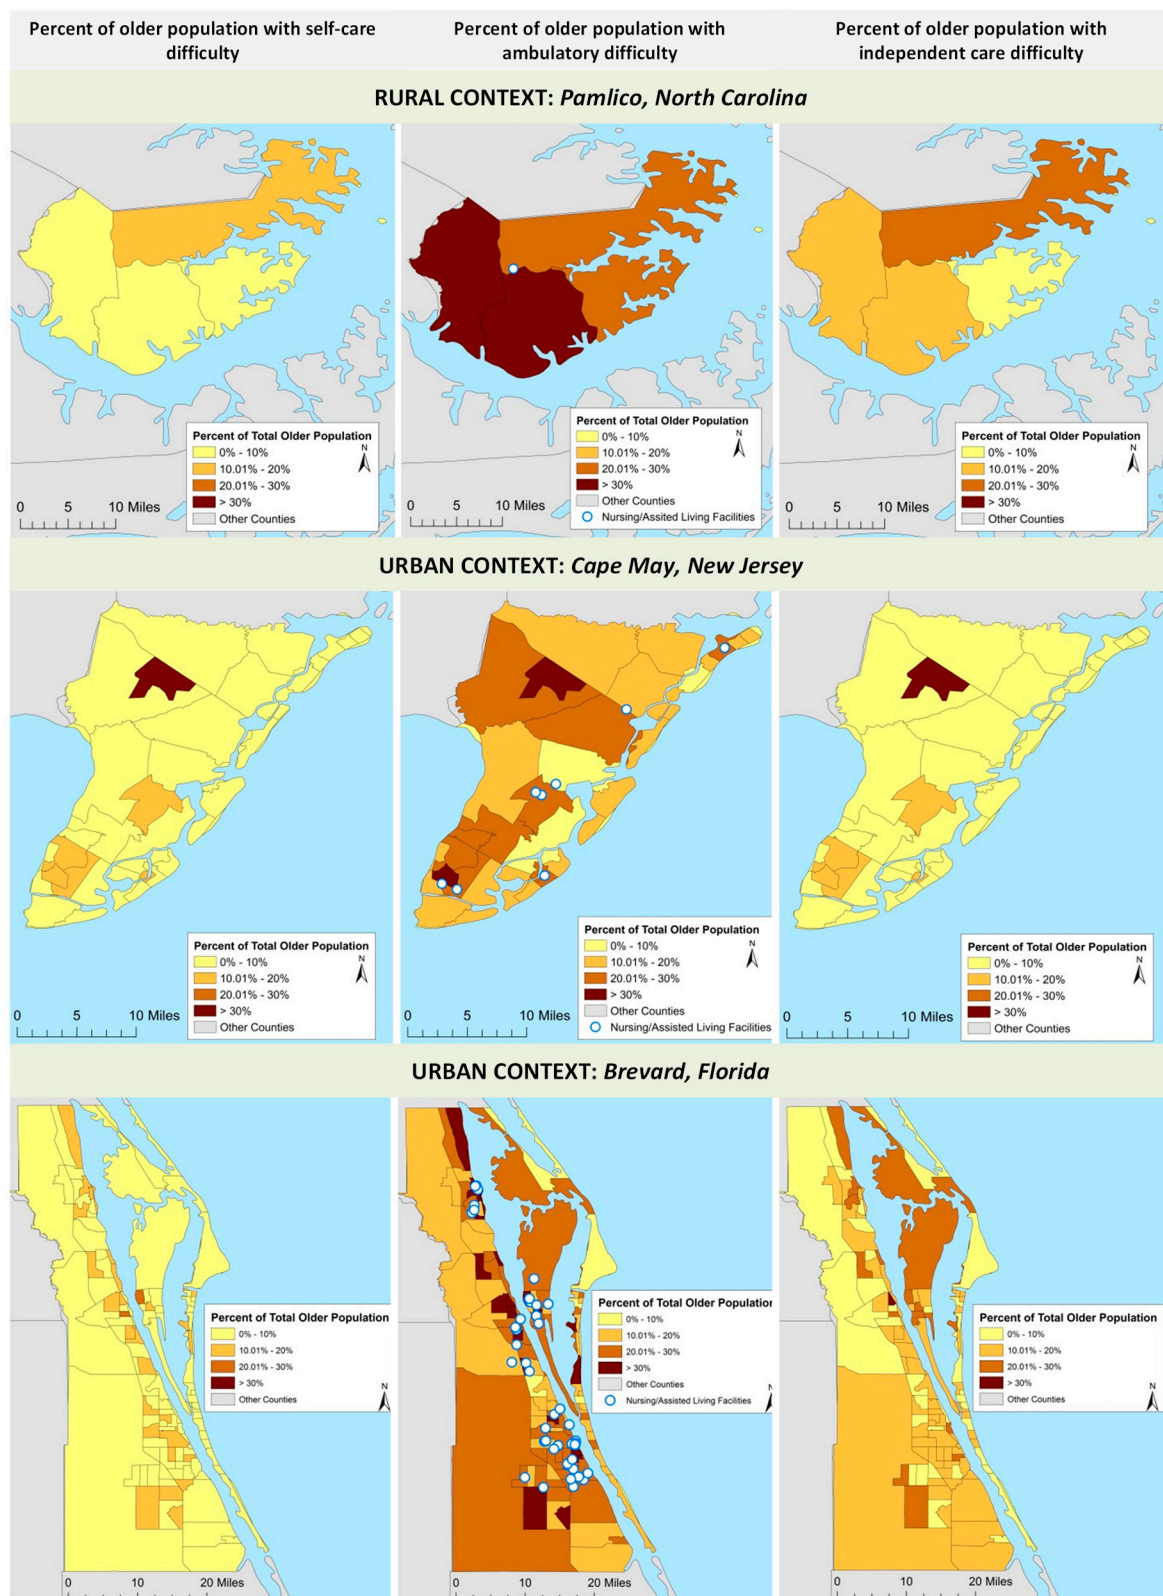 Percent of older population with self-care
difficulty
Percent of older population with
ambulatory difficulty
Percent of older population with
independent care difficulty
RURAL CONTEXT: Pamlico, North Carolina
Percent of Total Older Population
0% - 10%
10.01% - 20%
20.01% - 30%
> 30%
Other Counties
N
0 5 10 Miles
Percent of Total Older Population
0% - 10%
10.01% - 20%
20.01% - 30%
> 30%
Other Counties
Nursing/Assited Living Facilities
N
0 5 10 Miles
Percent of Total Older Population
0% - 10%
10.01% - 20%
20.01% - 30%
> 30%
Other Counties
N
0 5 10 Miles
URBAN CONTEXT: Cape May, New Jersey
Percent of Total Older Population
0% - 10%
10.01% - 20%
20.01% - 30%
> 30%
Other Counties
N
0 5 10 Miles
Percent of Total Older Population
0% - 10%
10.01% - 20%
20.01% - 30%
> 30%
Other Counties
Nursing/Assisted Living Facilities
N
0 5 10 Miles
Percent of Total Older Population
0% - 10%
10.01% - 20%
20.01% - 30%
> 30%
Other Counties
N
0 5 10 Miles
URBAN CONTEXT: Brevard, Florida
Percent of Total Older Population
0% - 10%
10.01% - 20%
20.01% - 30%
> 30%
Other Counties
N
0 10 20 Miles
Percent of Total Older Population
0% - 10%
10.01% - 20%
20.01% - 30%
> 30%
Other Counties
Nursing/Assisted Living Facilities
N
0 10 20 Miles
Percent of Total Older Population
0% - 10%
10.01% - 20%
20.01% - 30%
> 30%
Other Counties
N
0 10 20 Miles